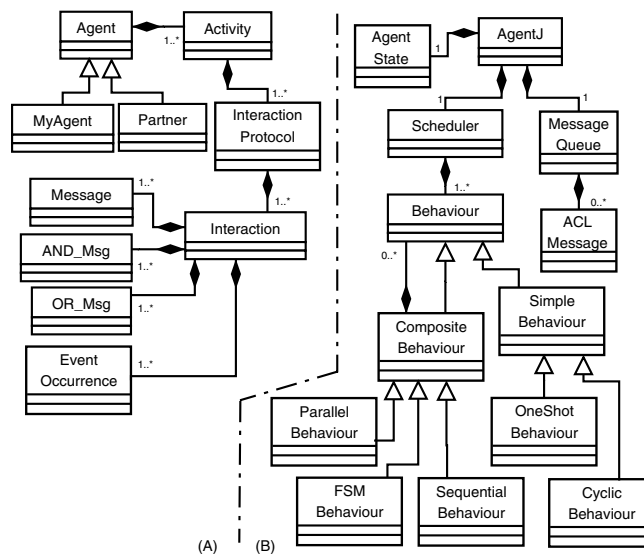 Agent
Activity
1..*
MyAgent
Partner
1..*
Interaction
Protocol
1..*
Message
1..*
Interaction
AND_Msg
1..*
OR_Msg
1..*
Event
Occurrence
1..*
(A)
(B)
Agent
State
1
AgentJ
1
1
Scheduler
Message
Queue
1..*
0..*
Behaviour
ACL
Message
0..*
Composite
Behaviour
Simple
Behaviour
Parallel
Behaviour
OneShot
Behaviour
FSM
Behaviour
Sequential
Behaviour
Cyclic
Behaviour